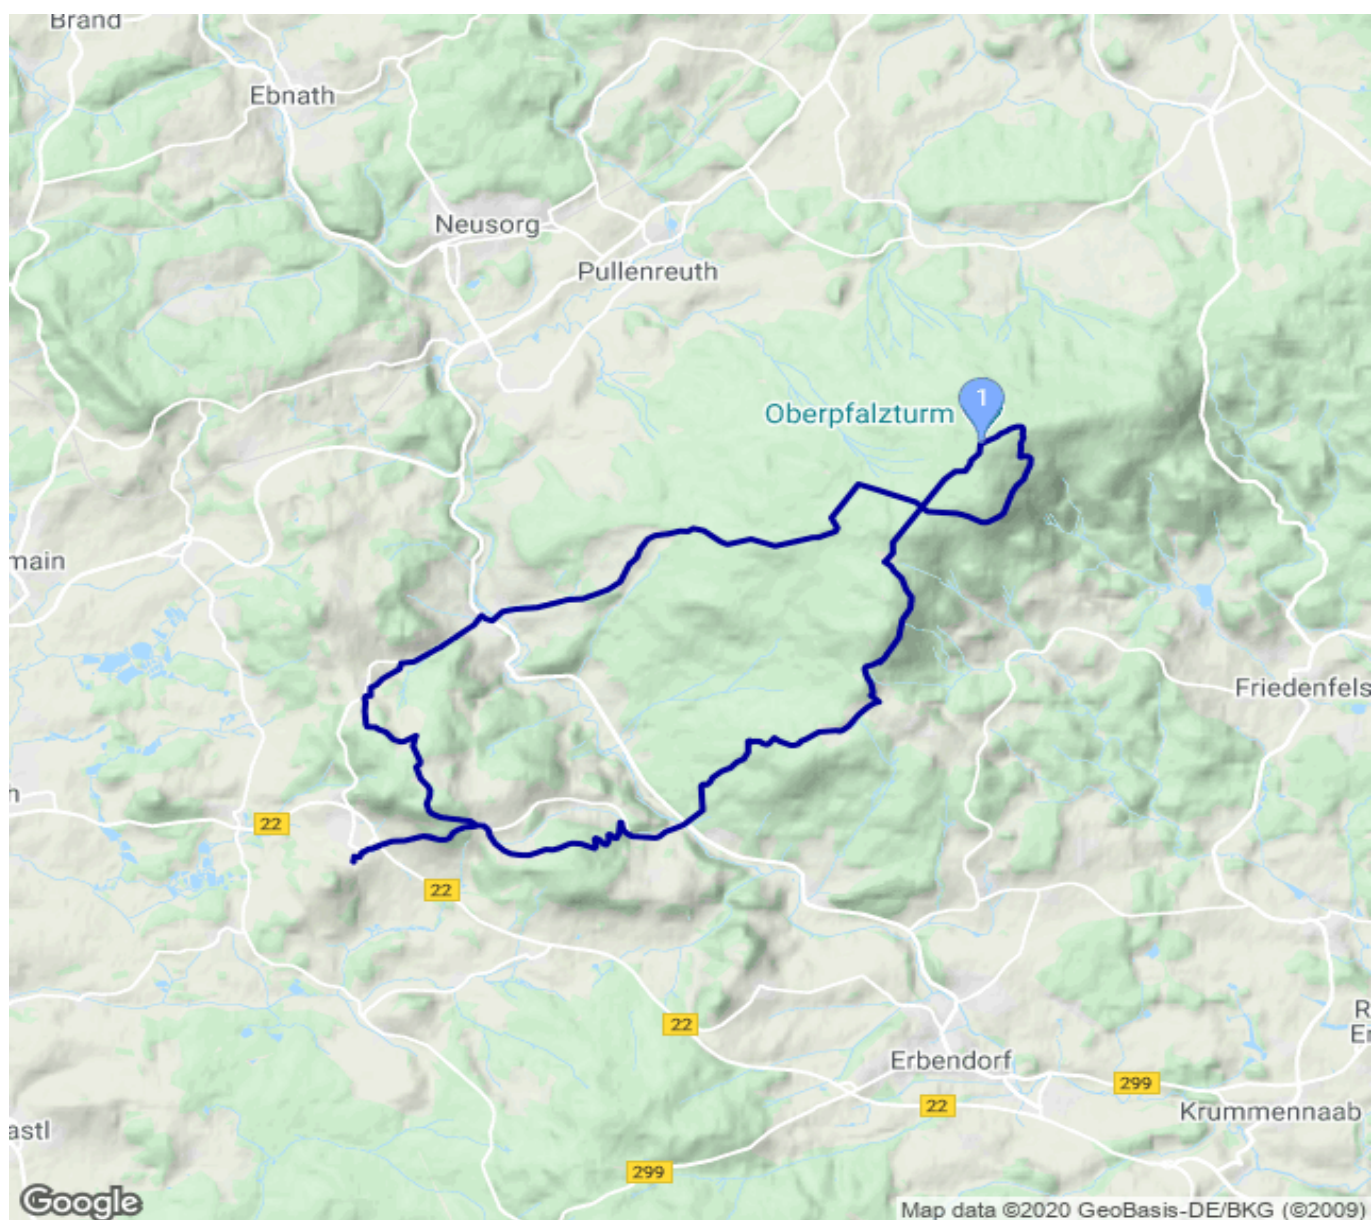 Brand
Ebnath
Neusorg
Pullenreuth
1
Oberpfalzturm
main
Friedenfels
n
22
22
22
Erbendorf
299
22
Krummennaab
R
Er
astl
299
Google
Map data ©2020 GeoBasis-DE/BKG (©2009)